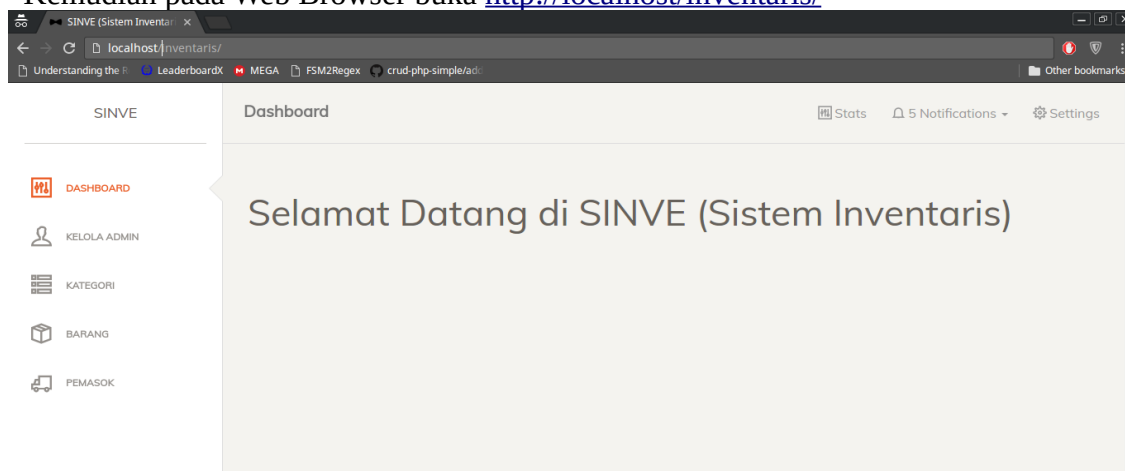 Kemudian pada Web Browser buka http://localhost/inventaris/
SINVE (Sistem Inventari
localhost/inventaris/
Understanding the R LeaderboardX MEGA FSM2Regex crud-php-simple/add Other bookmarks
SINVE
Dashboard
Stats 5 Notifications Settings
DASHBOARD
Selamat Datang di SINVE (Sistem Inventaris)
KELOLA ADMIN
KATEGORI
BARANG
PEMASOK